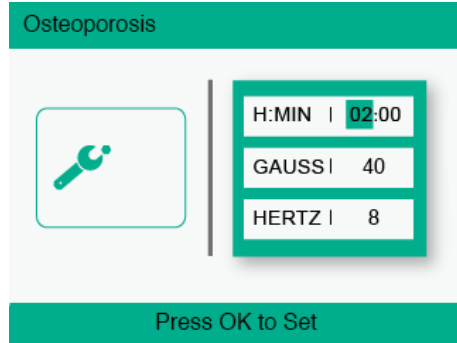 Osteoporosis
H:MIN | 02:00
GAUSS | 40
HERTZ | 8
Press OK to Set